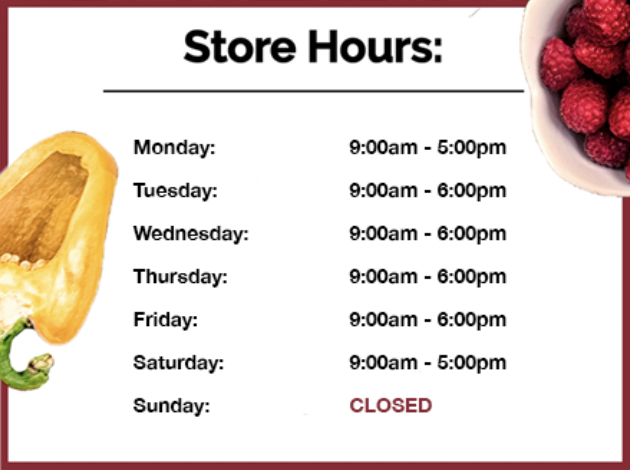 Store Hours:
Monday: 9:00am - 5:00pm
Tuesday: 9:00am - 6:00pm
Wednesday: 9:00am - 6:00pm
Thursday: 9:00am - 6:00pm
Friday: 9:00am - 6:00pm
Saturday: 9:00am - 5:00pm
Sunday: CLOSED